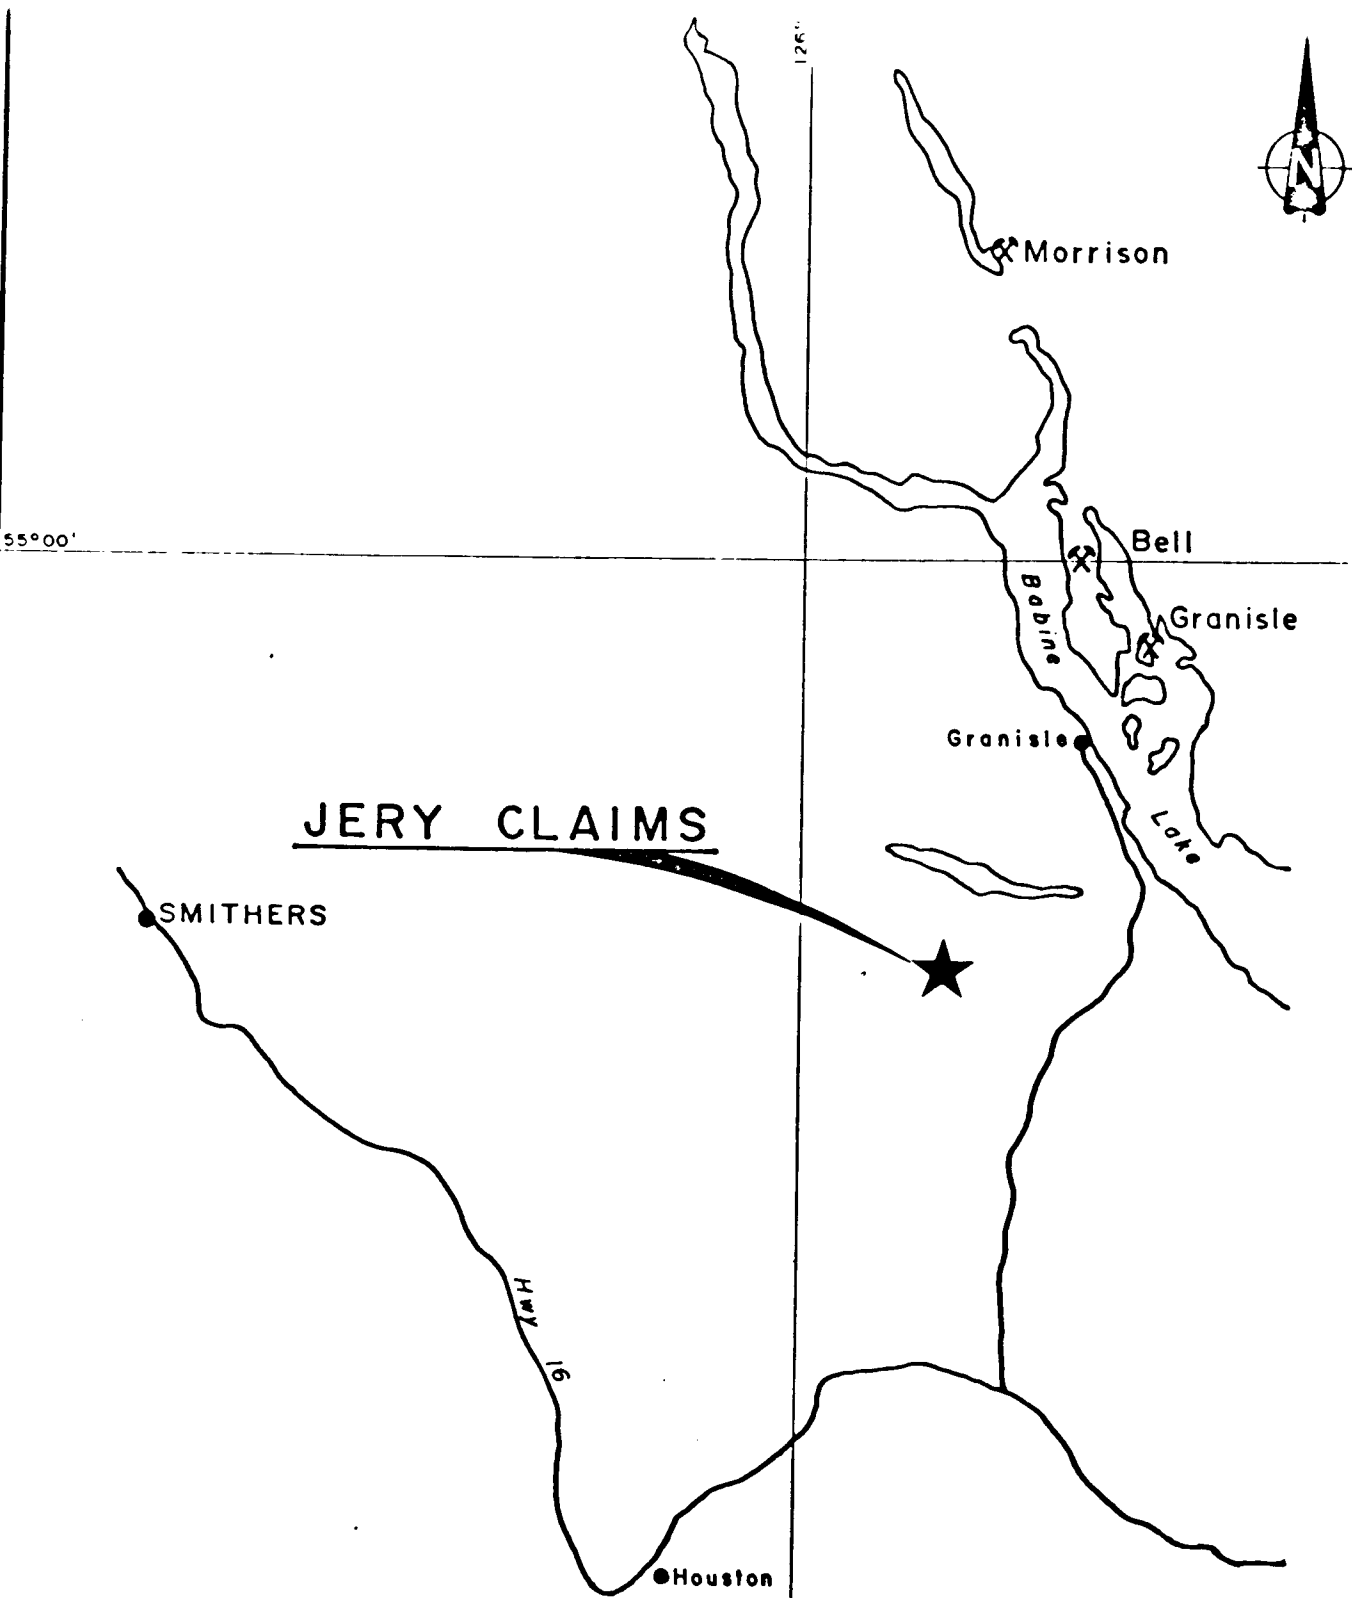 126°
N
Morrison
55°00'
Bell
Babine
Granisle
Granisle
JERY CLAIMS
Lake
SMITHERS
Hwy 16
Houston